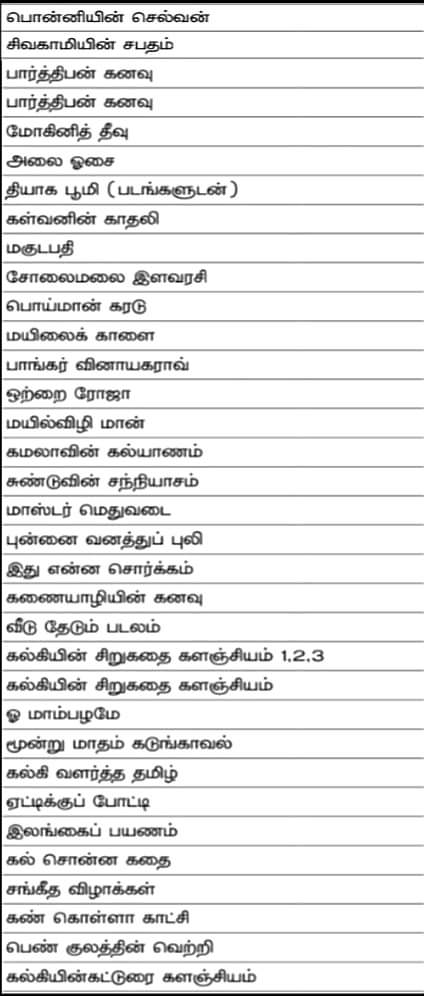 பொன்னியின் செல்வன்
சிவகாமியின் சபதம்
பார்த்திபன் கனவு
பார்த்திபன் கனவு
மோகினித் தீவு
அலை ஓசை
தியாக பூமி (படங்களுடன்)
கள்வனின் காதலி
மகுடபதி
சோலைமலை இளவரசி
பொய்மான் கரடு
மயிலைக் காளை
பாங்கர் வினாயகராவ்
ஒற்றை ரோஜா
மயில்விழி மான்
கமலாவின் கல்யாணம்
சுண்டுவின் சந்நியாசம்
மாஸ்டர் மெதுவடை
புன்னை வனத்துப் புலி
இது என்ன சொர்க்கம்
கணையாழியின் கனவு
வீடு தேடும் படலம்
கல்கியின் சிறுகதை களஞ்சியம் 1,2,3
கல்கியின் சிறுகதை களஞ்சியம்
ஓ மாம்பழமே
மூன்று மாதம் கடுங்காவல்
கல்கி வளர்த்த தமிழ்
ஏட்டிக்குப் போட்டி
இலங்கைப் பயணம்
கல் சொன்ன கதை
சங்கீத விழாக்கள்
கண் கொள்ளா காட்சி
பெண் குலத்தின் வெற்றி
கல்கியின்கட்டுரை களஞ்சியம்